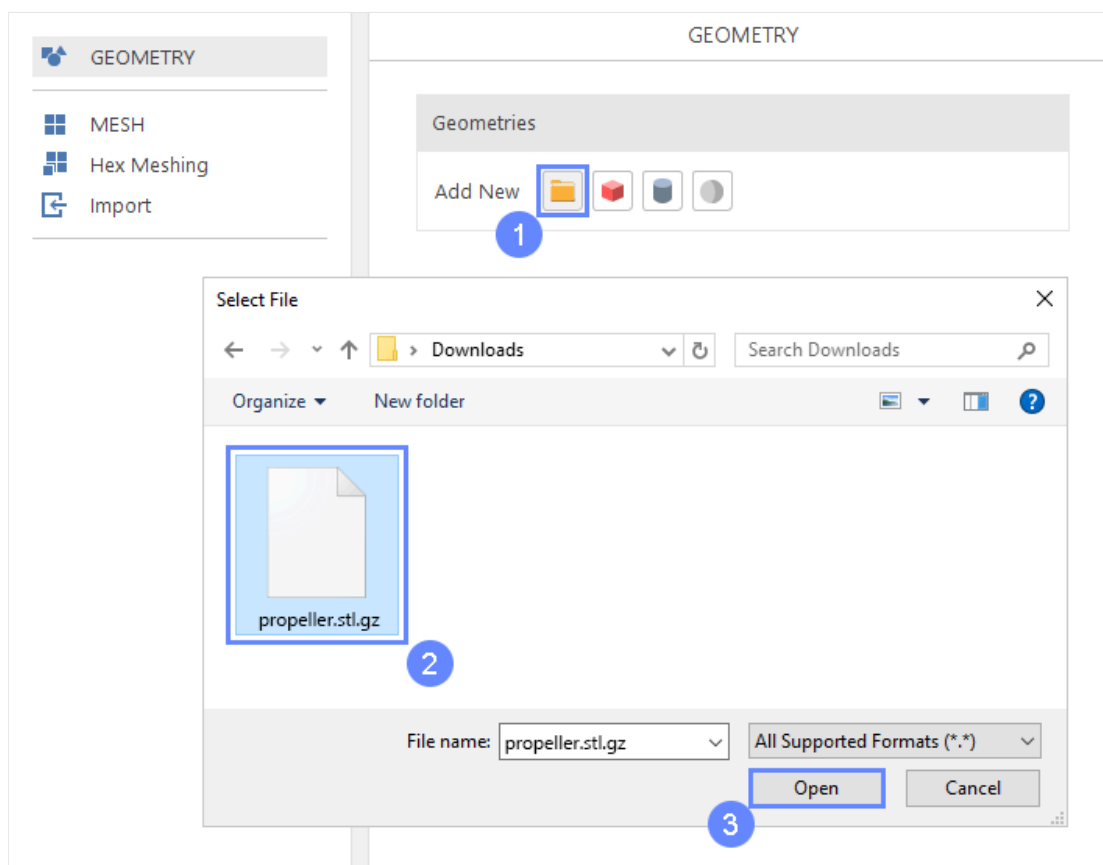 GEOMETRY
GEOMETRY
MESH
Hex Meshing
Import
Geometries
Add New
1
Select File
Downloads
Search Downloads
Organize
New folder
?
propeller.stl.gz
2
File name: propeller.stl.gz
All Supported Formats (*.*)
Open
Cancel
3